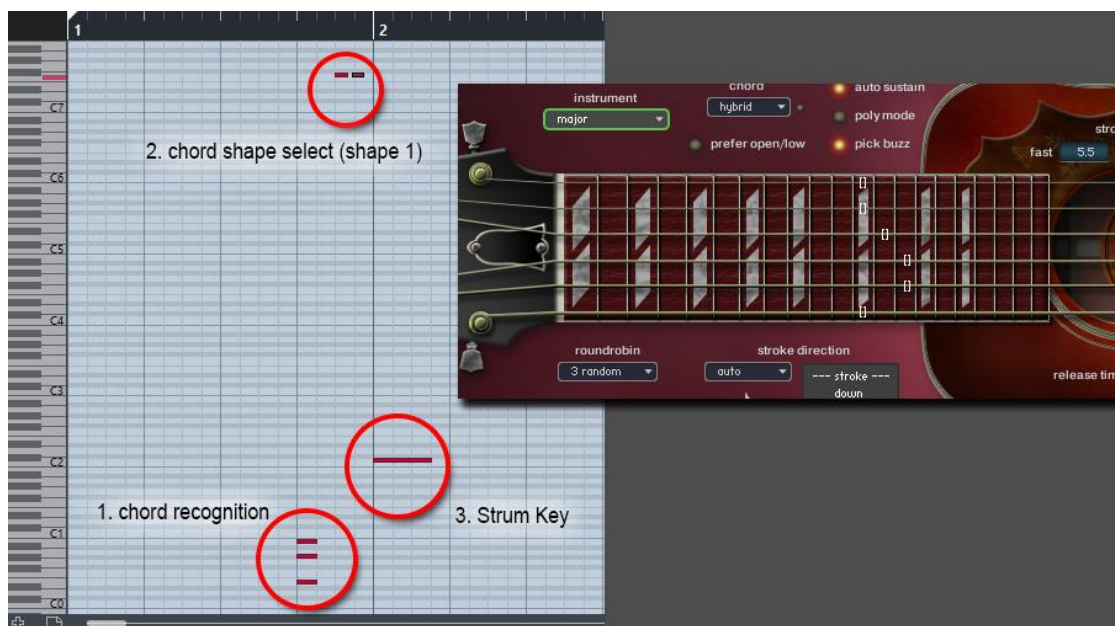 1
2
C7
C6
C5
C4
C3
C2
C1
C0
2. chord shape select (shape 1)
1. chord recognition
3. Strum Key
instrument
major
chord
hybrid
prefer open/low
auto sustain
poly mode
pick buzz
fast 5.5
roundrobin
3 random
stroke direction
auto
--- stroke ---
down
release tim